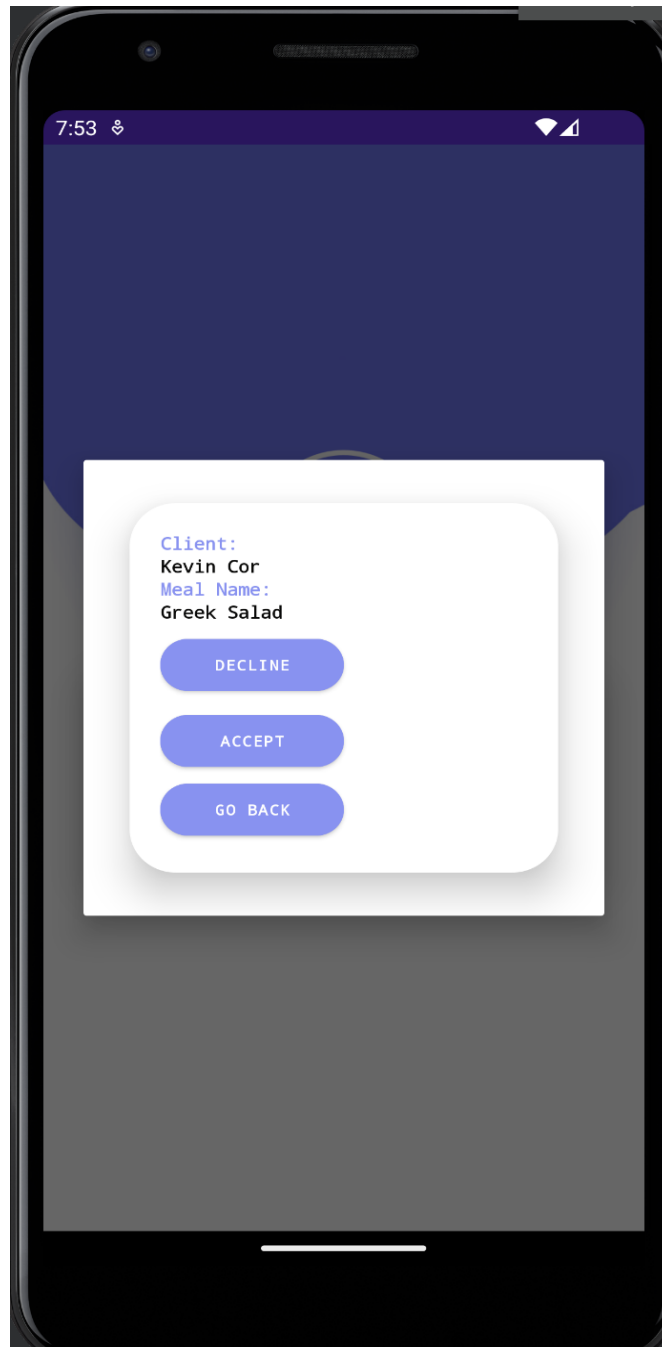 7:53
Client:
Kevin Cor
Meal Name:
Greek Salad
DECLINE
ACCEPT
GO BACK